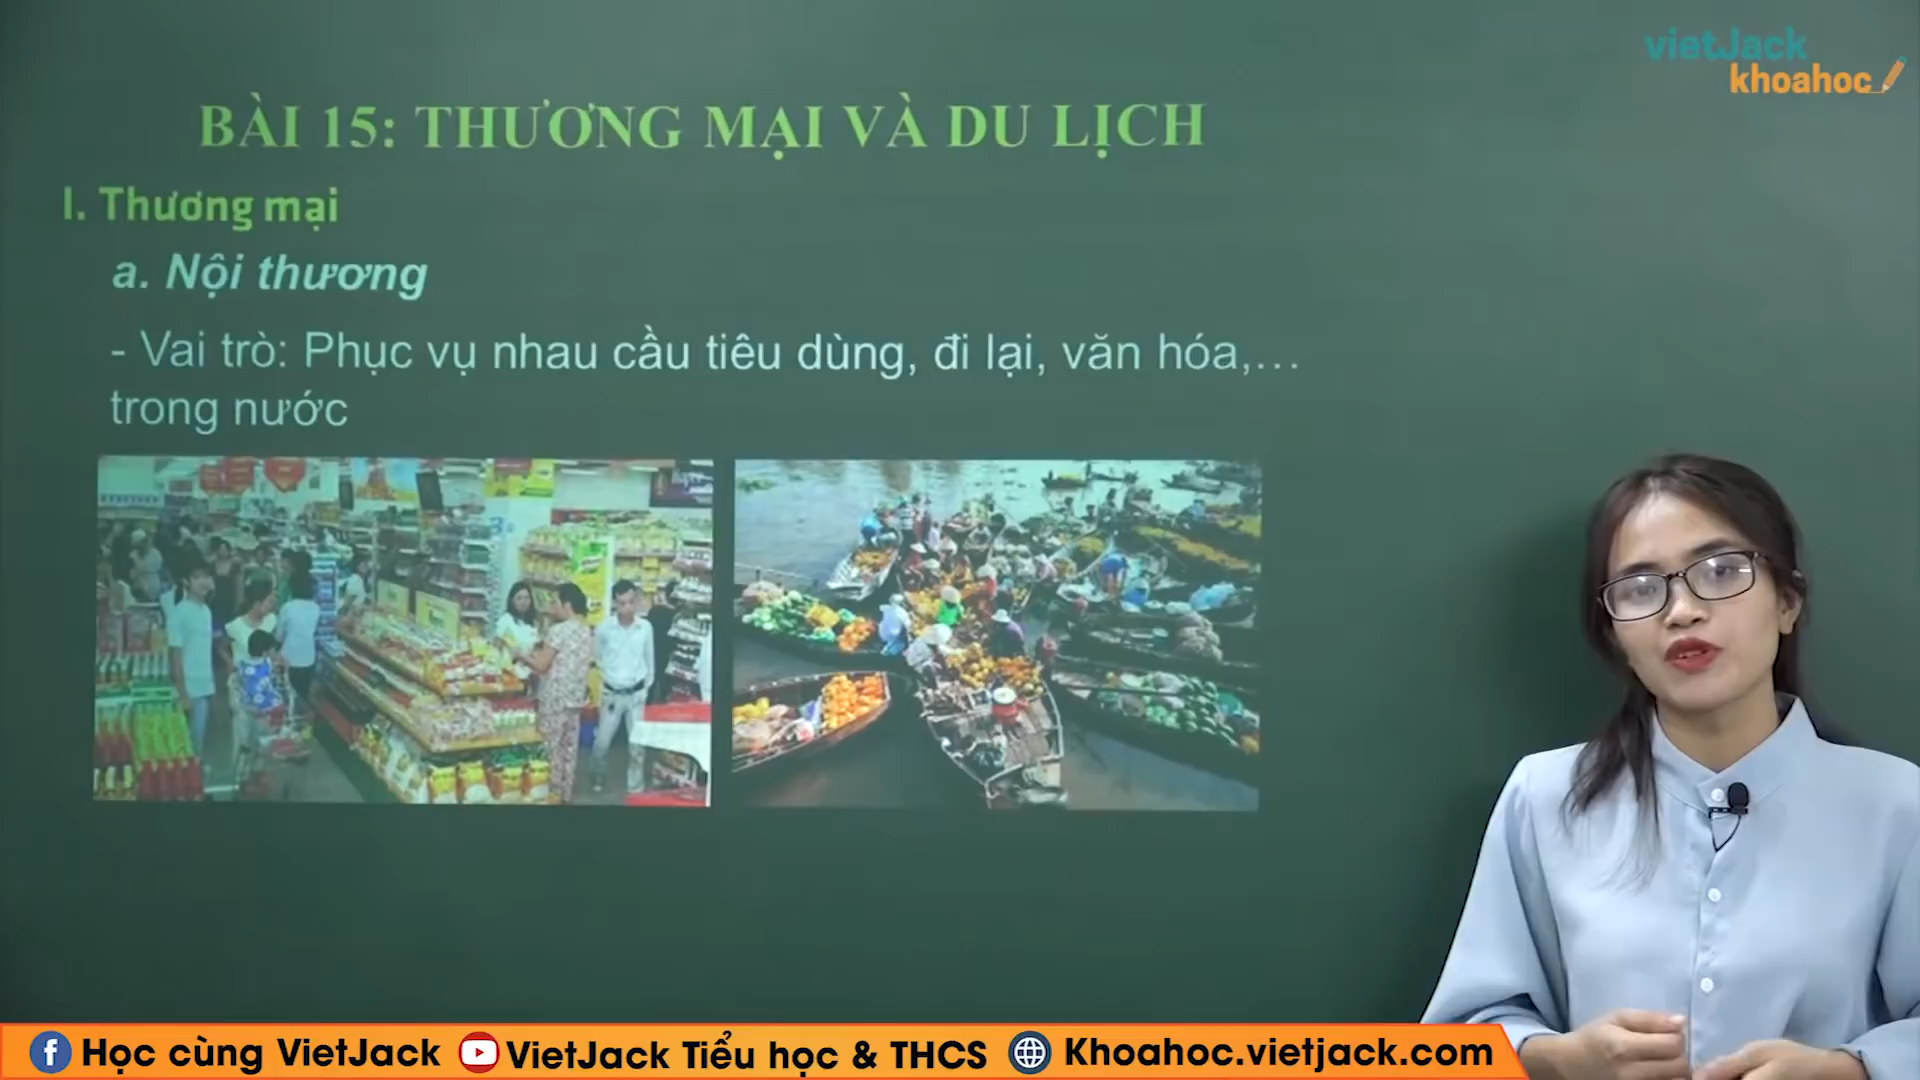 vietJack
khoahoc
BÀI 15: THƯƠNG MẠI VÀ DU LỊCH
I. Thương mại
a. Nội thương
- Vai trò: Phục vụ nhau cầu tiêu dùng, đi lại, văn hóa,...
trong nước
Học cùng VietJack
VietJack Tiểu học & THCS
Khoahoc.vietjack.com